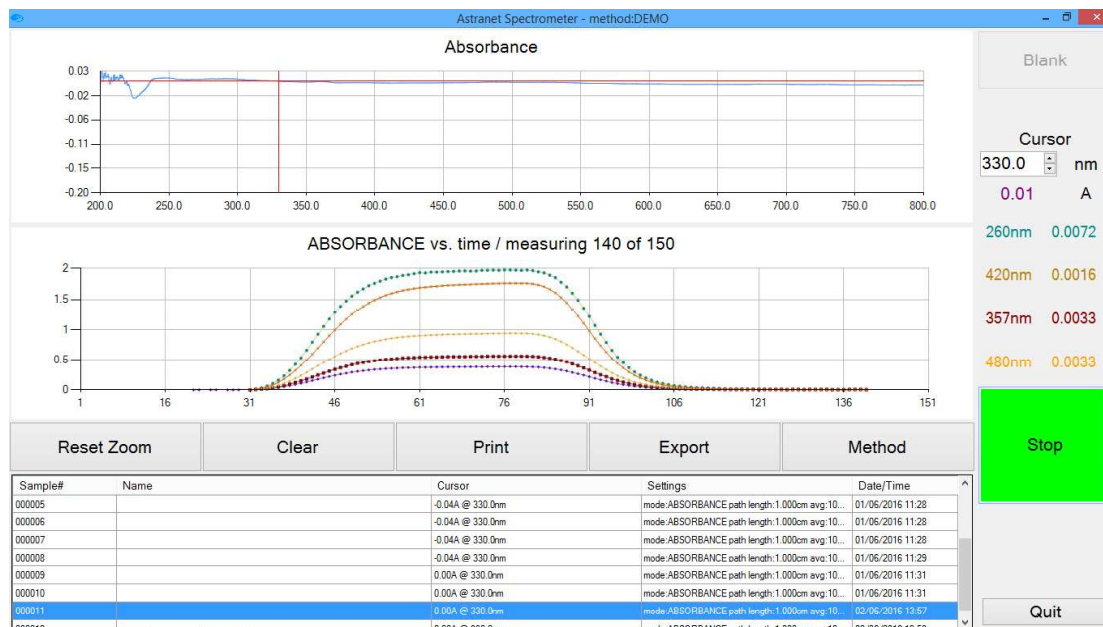 Astranet Spectrometer - method:DEMO
Absorbance
Blank
0.03
-0.02
-0.06
-0.11
-0.15
-0.20
200.0 250.0 300.0 350.0 400.0 450.0 500.0 550.0 600.0 650.0 700.0 750.0 800.0
Cursor
330.0 nm
0.01 A
260nm 0.0072
420nm 0.0016
357nm 0.0033
480nm 0.0033
ABSORBANCE vs. time / measuring 140 of 150
2
1.5
1
0.5
0
1 16 31 46 61 76 91 106 121 136 151
Reset Zoom Clear Print Export Method
Stop
Sample# Name Cursor Settings Date/Time
000005 -0.04A @ 330.0nm mode:ABSORBANCE path length:1.000cm avg:10... 01/06/2016 11:28
000006 -0.04A @ 330.0nm mode:ABSORBANCE path length:1.000cm avg:10... 01/06/2016 11:28
000007 -0.04A @ 330.0nm mode:ABSORBANCE path length:1.000cm avg:10... 01/06/2016 11:28
000008 -0.04A @ 330.0nm mode:ABSORBANCE path length:1.000cm avg:10... 01/06/2016 11:29
000009 0.00A @ 330.0nm mode:ABSORBANCE path length:1.000cm avg:10... 01/06/2016 11:31
000010 0.00A @ 330.0nm mode:ABSORBANCE path length:1.000cm avg:10... 01/06/2016 11:31
000011 0.00A @ 330.0nm mode:ABSORBANCE path length:1.000cm avg:10... 02/06/2016 13:57
Quit